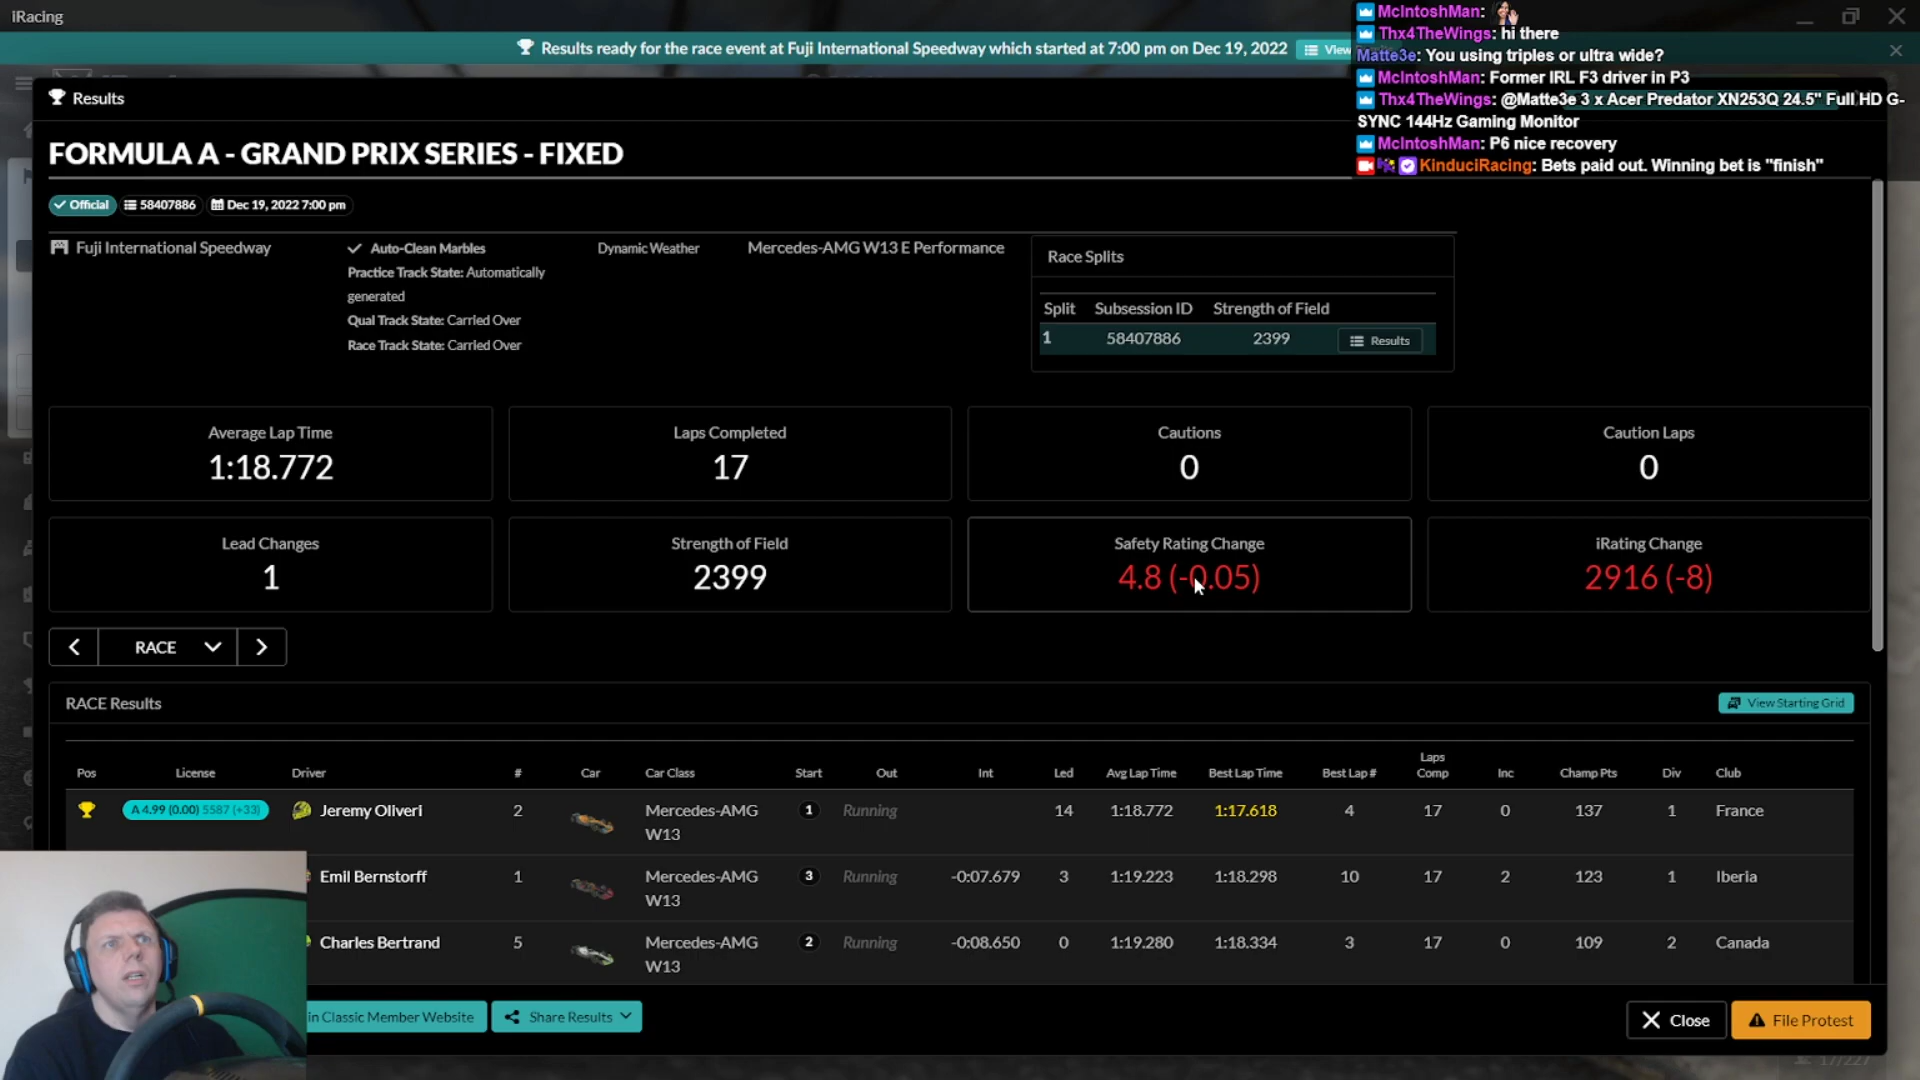 iRacing
Results ready for the race event at Fuji International Speedway which started at 7:00 pm on Dec 19, 2022
View
McIntoshMan:
Thx4TheWings: hi there
Matte3e: You using triples or ultra wide?
McIntoshMan: Former IRL F3 driver in P3
Thx4TheWings: @Matte3e 3 x Acer Predator XN253Q 24.5" Full HD G-
SYNC 144Hz Gaming Monitor
McIntoshMan: P6 nice recovery
KinduciRacing: Bets paid out. Winning bet is "finish"
Results
FORMULA A - GRAND PRIX SERIES - FIXED
Official 58407886 Dec 19, 2022 7:00 pm
Fuji International Speedway
Auto-Clean Marbles
Practice Track State: Automatically
generated
Qual Track State: Carried Over
Race Track State: Carried Over
Dynamic Weather
Mercedes-AMG W13 E Performance
Race Splits
Split Subsession ID Strength of Field
1 58407886 2399 Results
Average Lap Time
1:18.772
Laps Completed
17
Cautions
0
Caution Laps
0
Lead Changes
1
Strength of Field
2399
Safety Rating Change
4.8 (-0.05)
iRating Change
2916 (-8)
RACE
RACE Results
View Starting Grid
Pos License Driver # Car Car Class Start Out Int Led Avg Lap Time Best Lap Time Best Lap # Laps Comp Inc Champ Pts Div Club
A 4.99 (0.00) 5587 (+33) Jeremy Oliveri 2 Mercedes-AMG W13 1 Running 14 1:18.772 1:17.618 4 17 0 137 1 France
Emil Bernstorff 1 Mercedes-AMG W13 3 Running -0:07.679 3 1:19.223 1:18.298 10 17 2 123 1 Iberia
Charles Bertrand 5 Mercedes-AMG W13 2 Running -0:08.650 0 1:19.280 1:18.334 3 17 0 109 2 Canada
in Classic Member Website
Share Results
Close
File Protest